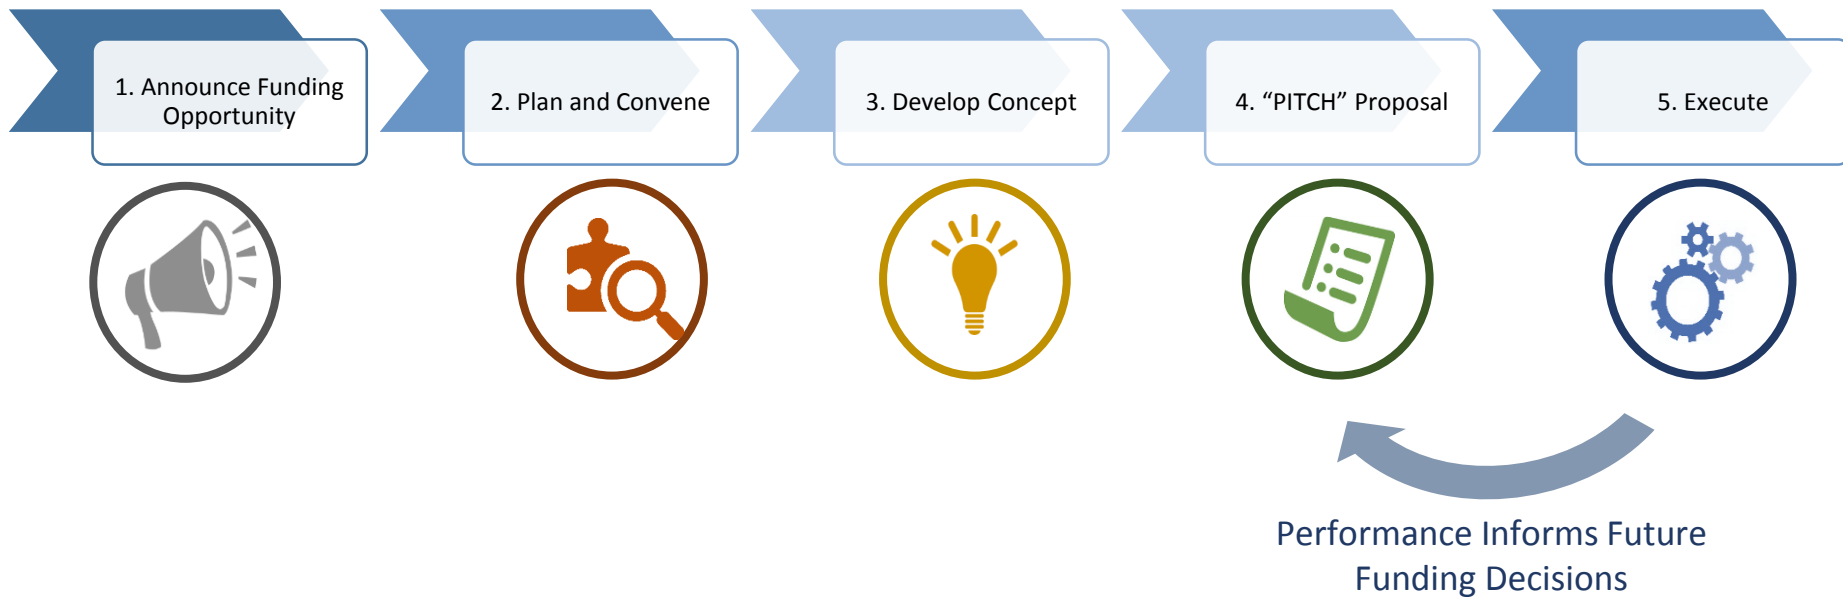 1. Announce Funding
Opportunity
2. Plan and Convene
3. Develop Concept
4. “PITCH” Proposal
5. Execute
Performance Informs Future
Funding Decisions